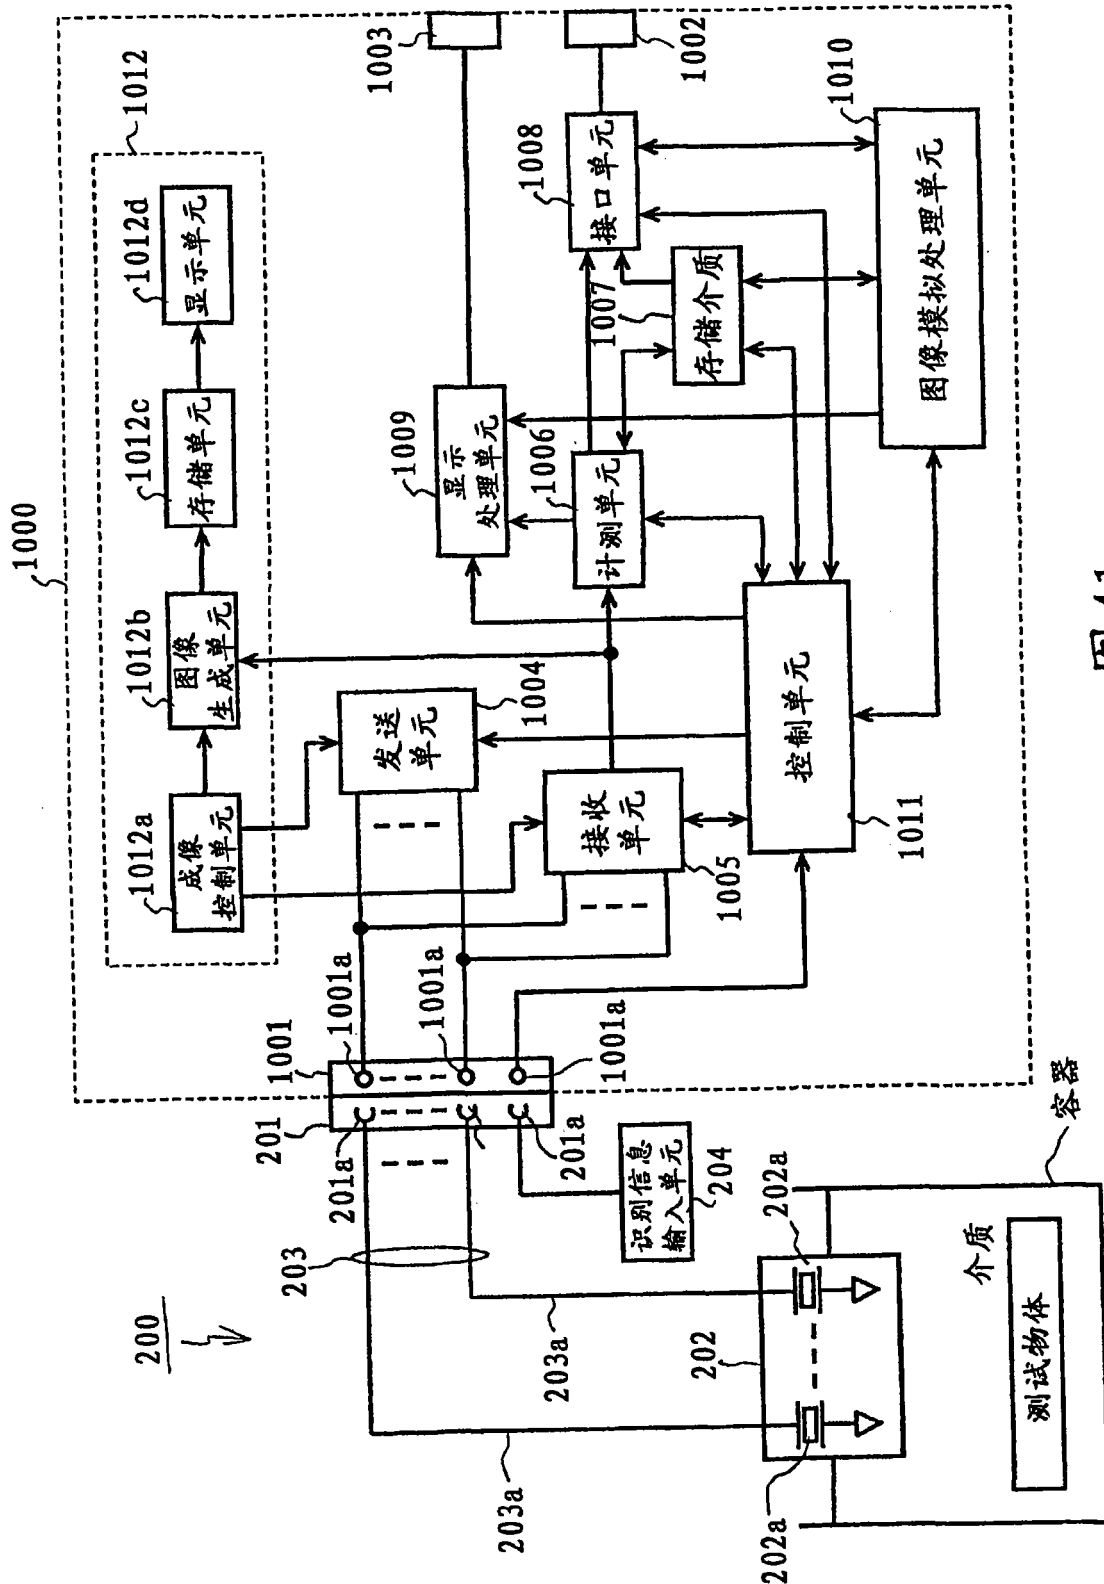 1000
1012
1012a
成像
控制单元
1012b
图像
生成单元
1012c
存储单元
1012d
显示单元
1003
1002
1009
显示
处理单元
1008
接口单元
1004
发送
单元
1006
计测单元
1007
存储介质
1010
图像模拟处理单元
1005
接收
单元
1011
控制单元
1001
1001a
1001a
1001a
201
201a
201a
200
203
203a
203a
识别信息
输入单元
204
202
202a
202a
介质
容器
测试物体
图 41